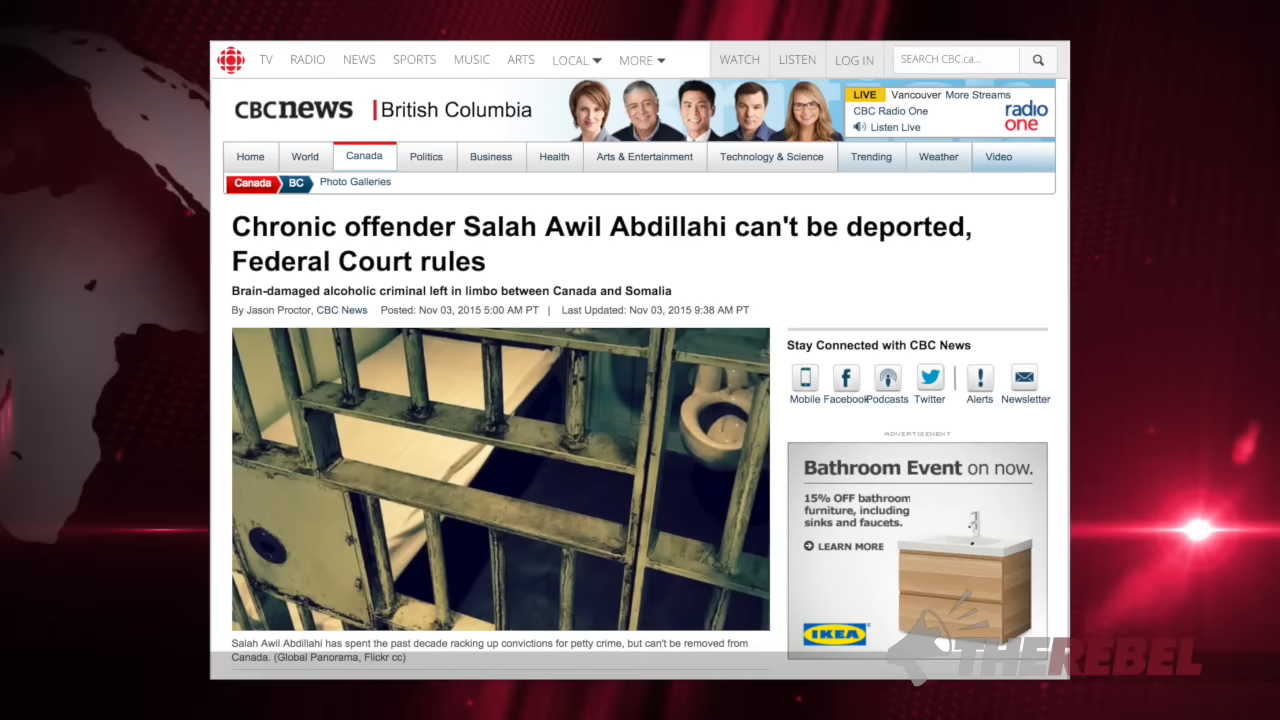 TV RADIO NEWS SPORTS MUSIC ARTS LOCAL MORE WATCH LISTEN LOG IN SEARCH CBC.ca...
CBCnews British Columbia
LIVE Vancouver More Streams
CBC Radio One
Listen Live
radio
one
Home World Canada Politics Business Health Arts & Entertainment Technology & Science Trending Weather Video
Canada BC Photo Galleries
Chronic offender Salah Awil Abdillahi can't be deported,
Federal Court rules
Brain-damaged alcoholic criminal left in limbo between Canada and Somalia
By Jason Proctor, CBC News Posted: Nov 03, 2015 5:00 AM PT | Last Updated: Nov 03, 2015 9:38 AM PT
Stay Connected with CBC News
Mobile Facebook Podcasts Twitter Alerts Newsletter
ADVERTISEMENT
Bathroom Event on now.
15% OFF bathroom
furniture, including
sinks and faucets.
LEARN MORE
IKEA
Salah Awil Abdillahi has spent the past decade racking up convictions for petty crime, but can't be removed from
Canada. (Global Panorama, Flickr cc)
THEREBEL